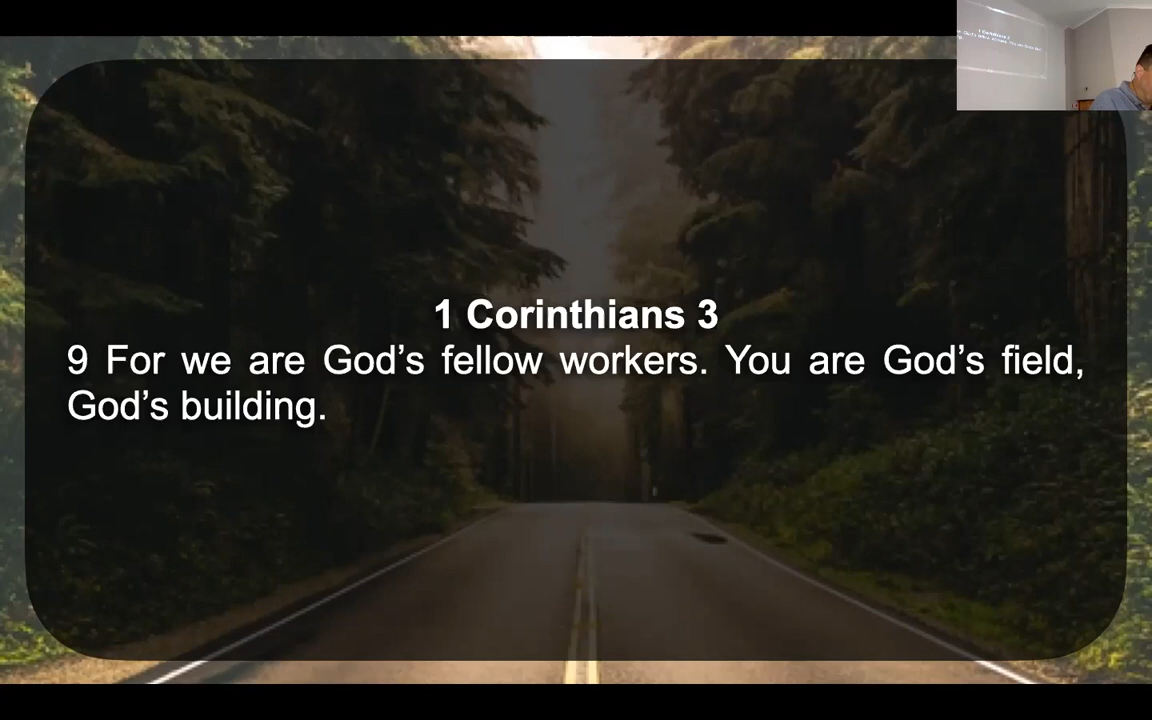 1 Corinthians 3
9 For we are God’s fellow workers. You are God’s field,
God’s building.